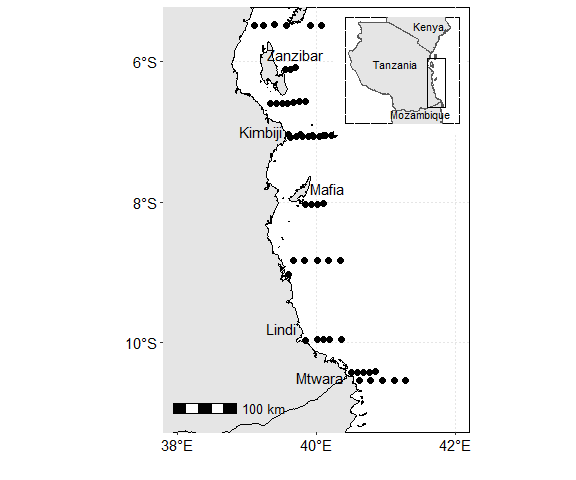 Kenya
6°S
Zanzibar
Tanzania
Mozambique
Kimbiji
Mafia
8°S
Lindi
10°S
Mtwara
100 km
38°E
40°E
42°E